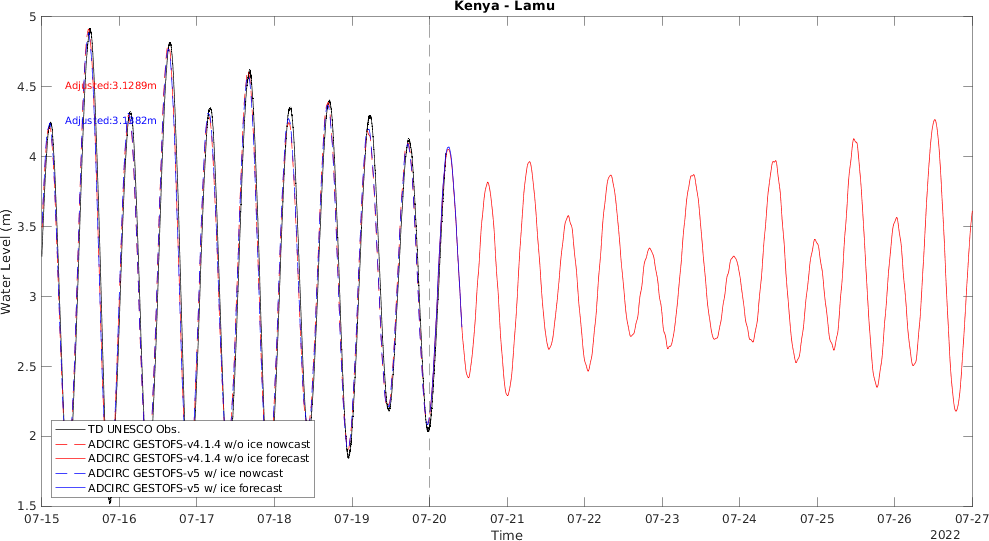 Kenya - Lamu
5
4.5
4
3.5
3
2.5
2
1.5
Water Level (m)
Adjusted:3.1289m
Adjusted:3.1382m
TD UNESCO Obs.
ADCIRC GESTOFS-v4.1.4 w/o ice nowcast
ADCIRC GESTOFS-v4.1.4 w/o ice forecast
ADCIRC GESTOFS-v5 w/ ice nowcast
ADCIRC GESTOFS-v5 w/ ice forecast
07-15 07-16 07-17 07-18 07-19 07-20 07-21 07-22 07-23 07-24 07-25 07-26 07-27
Time
2022